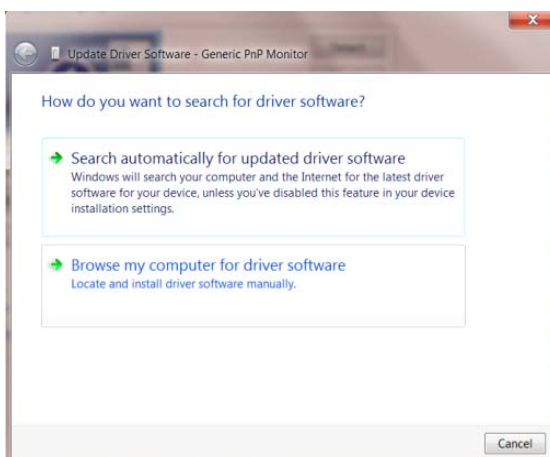 Update Driver Software - Generic PnP Monitor
How do you want to search for driver software?
Search automatically for updated driver software
Windows will search your computer and the Internet for the latest driver
software for your device, unless you've disabled this feature in your device
installation settings.
Browse my computer for driver software
Locate and install driver software manually.
Cancel